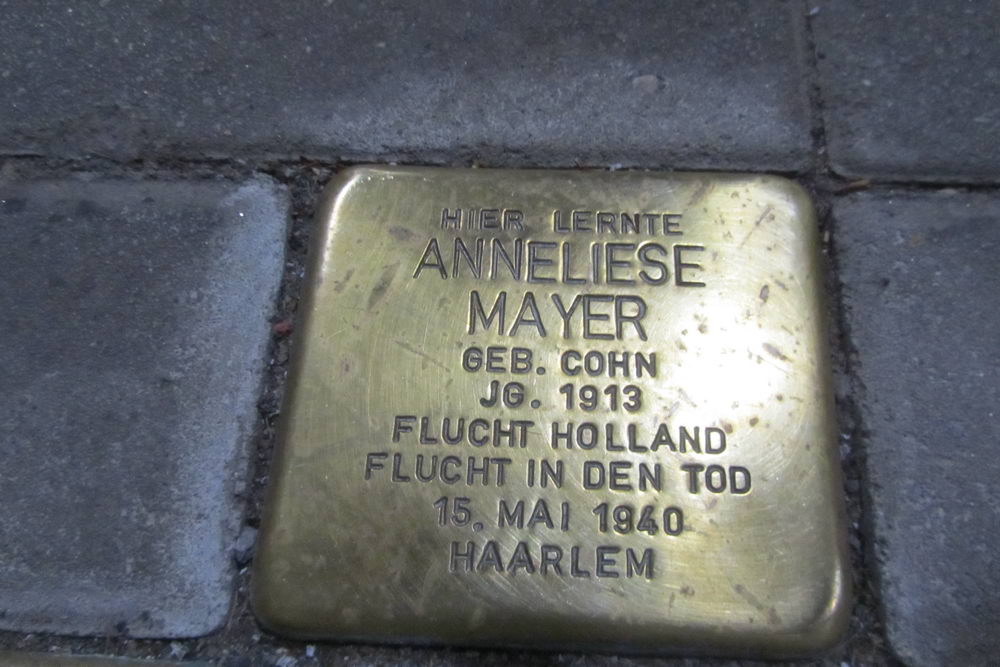 HIER LERNTE
ANNELIESE
MAYER
GEB. COHN
JG. 1913
FLUCHT HOLLAND
FLUCHT IN DEN TOD
15. MAI 1940
HAARLEM